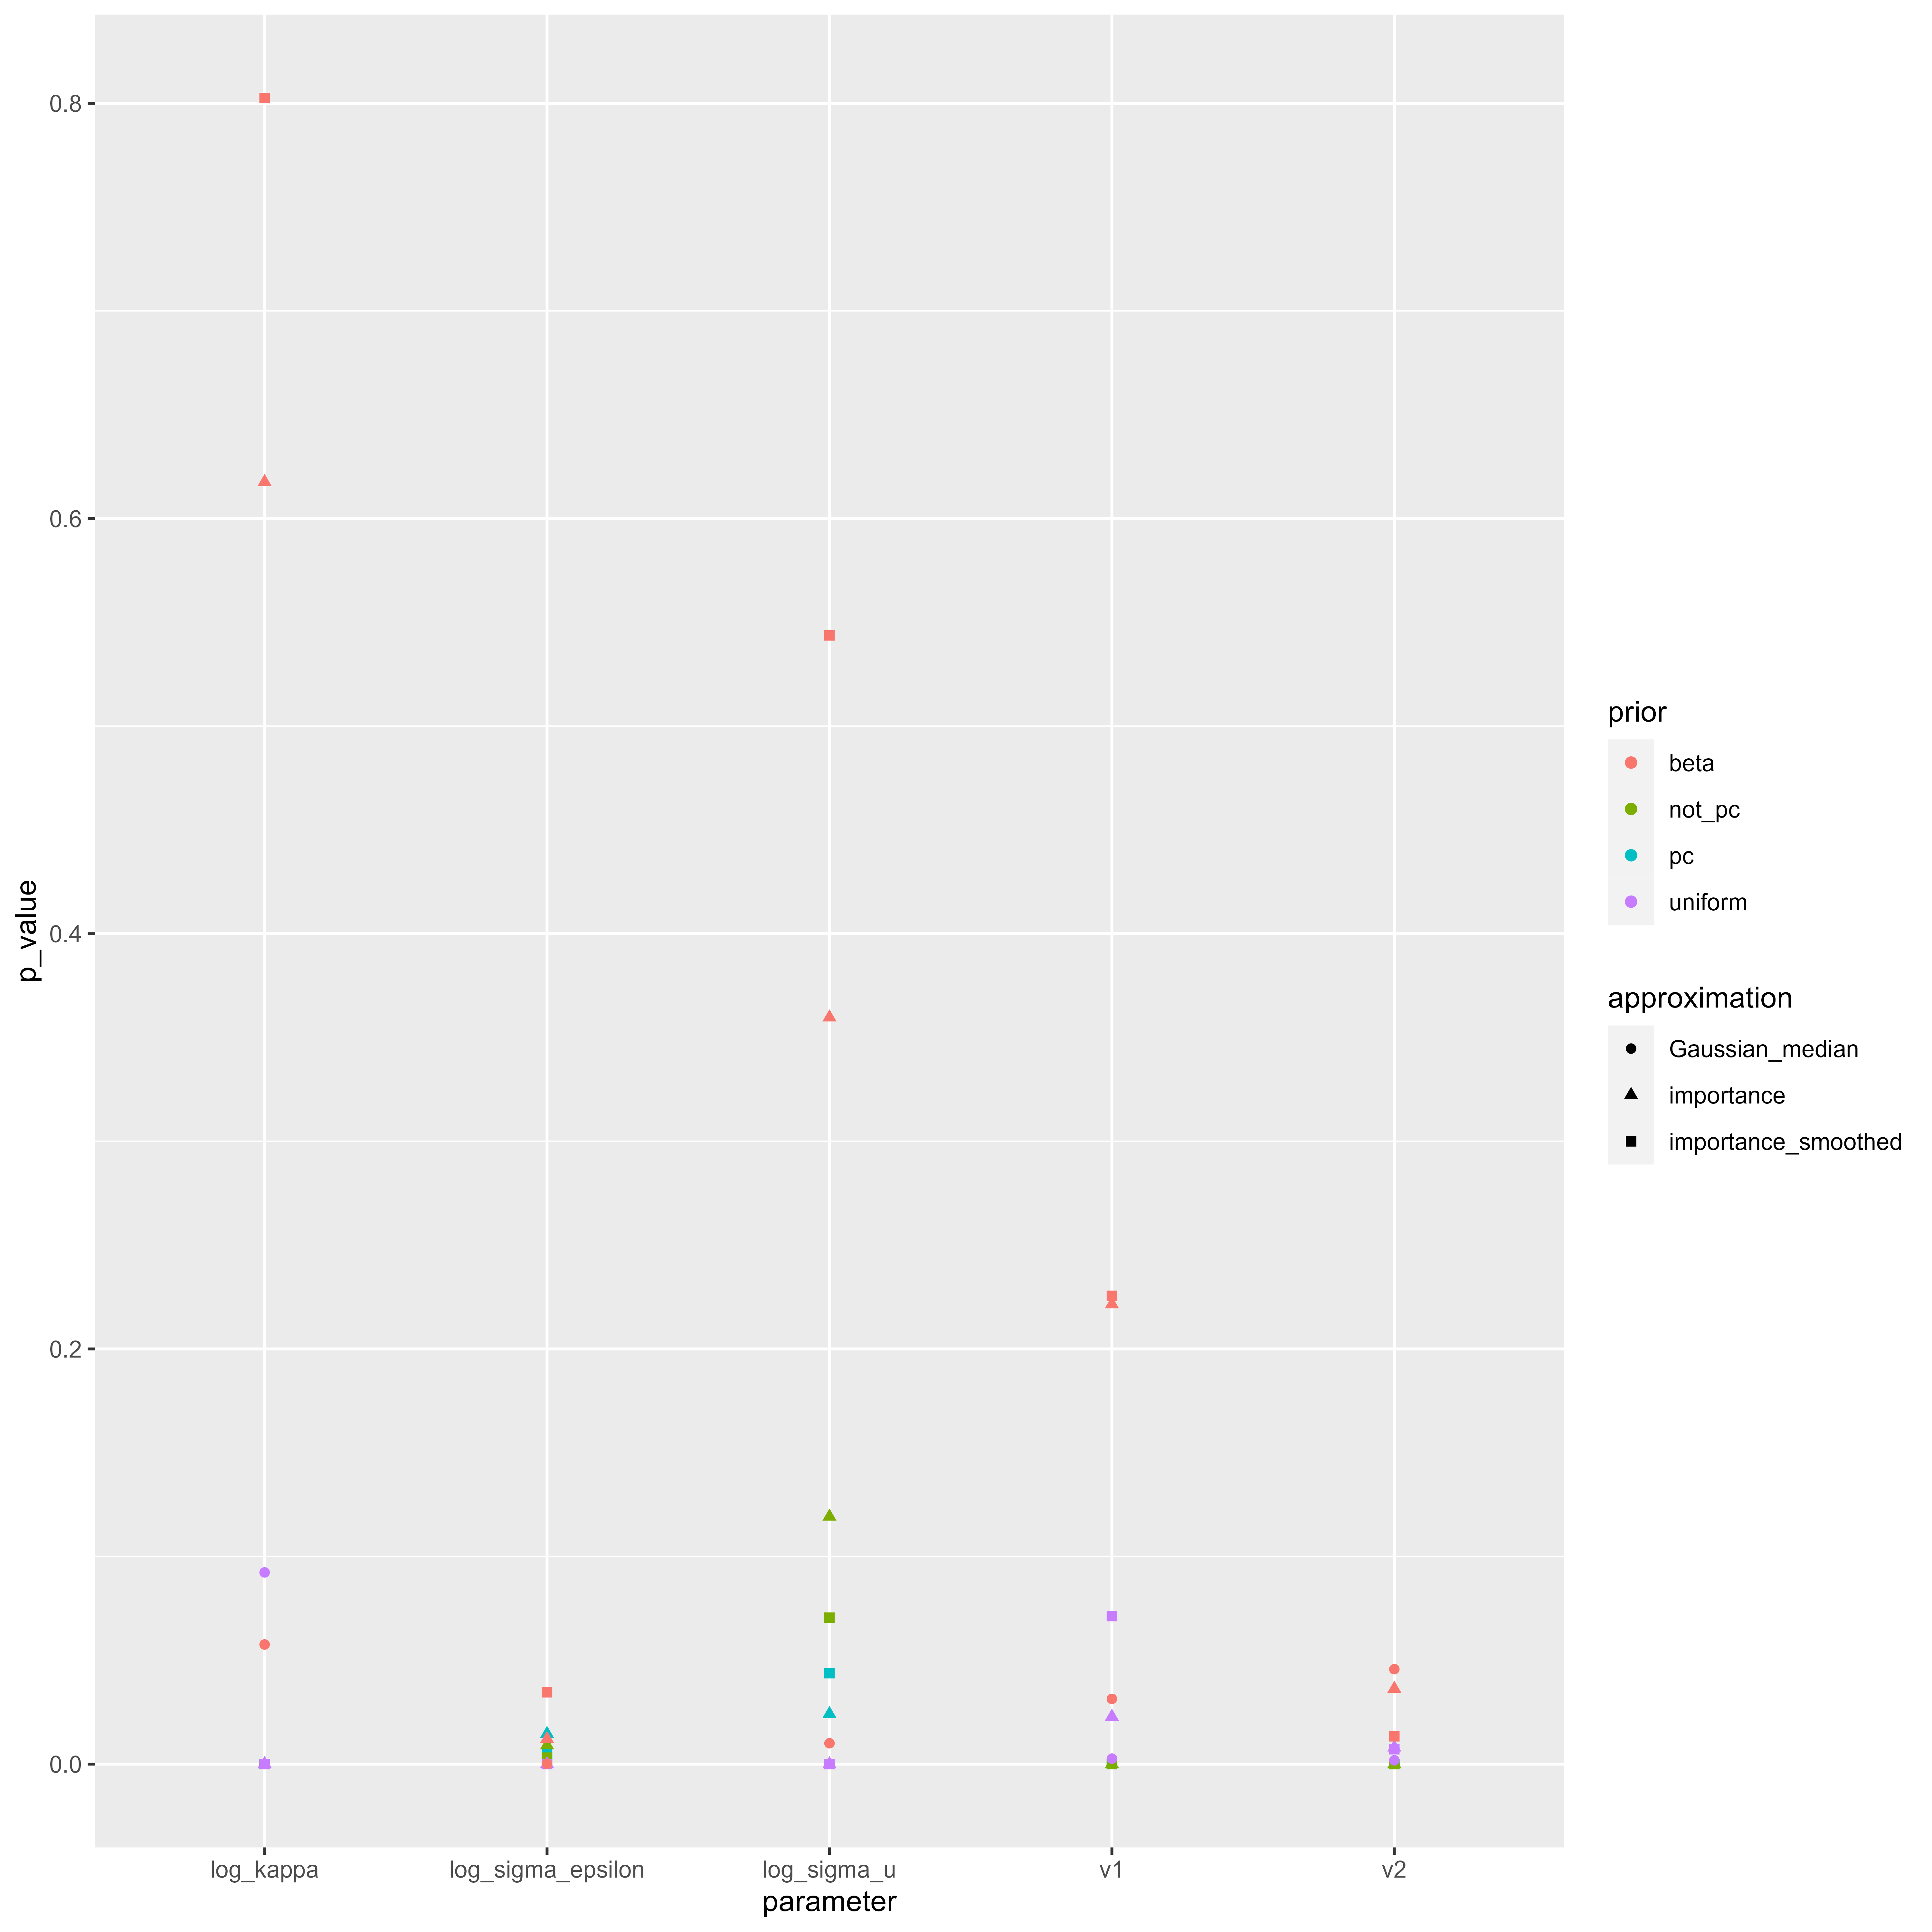 0.8
0.6
0.4
0.2
0.0
p_value
log_kappa
log_sigma_epsilon
log_sigma_u
v1
v2
parameter
prior
beta
not_pc
pc
uniform
approximation
Gaussian_median
importance
importance_smoothed